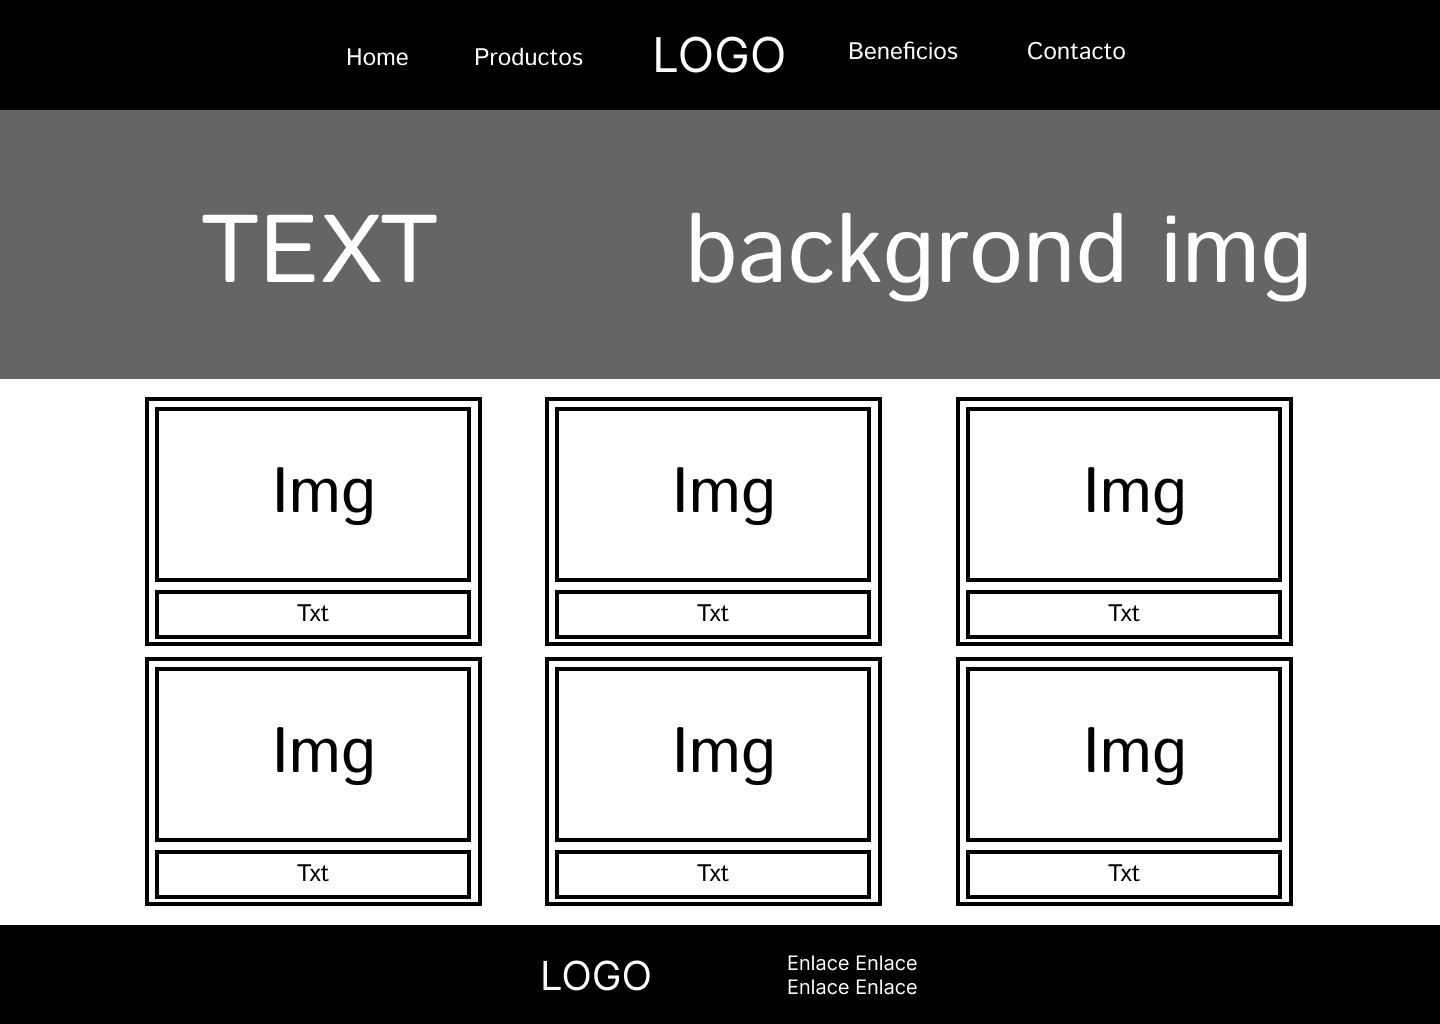 Home Productos LOGO Beneficios Contacto
TEXT backgrond img
Img Img Img
Txt Txt Txt
Img Img Img
Txt Txt Txt
LOGO
Enlace Enlace
Enlace Enlace